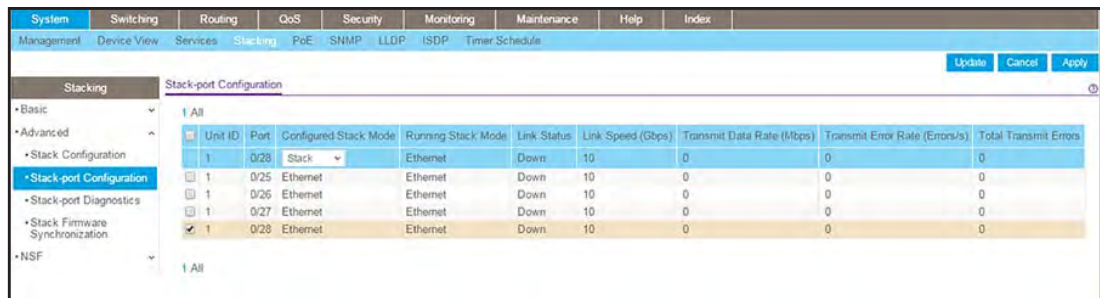 System Switching Routing QoS Security Monitoring Maintenance Help Index
Management Device View Services Stacking PoE SNMP LLDP ISDP Timer Schedule
Update Cancel Apply
Stacking
Stack-port Configuration
Basic
Advanced
Stack Configuration
Stack-port Configuration
Stack-port Diagnostics
Stack Firmware
Synchronization
NSF
1 All
Unit ID Port Configured Stack Mode Running Stack Mode Link Status Link Speed (Gbps) Transmit Data Rate (Mbps) Transmit Error Rate (Errors/s) Total Transmit Errors
1 0/28 Stack Ethernet Down 10 0 0 0
1 0/25 Ethernet Ethernet Down 10 0 0 0
1 0/26 Ethernet Ethernet Down 10 0 0 0
1 0/27 Ethernet Ethernet Down 10 0 0 0
1 0/28 Ethernet Ethernet Down 10 0 0 0
1 All